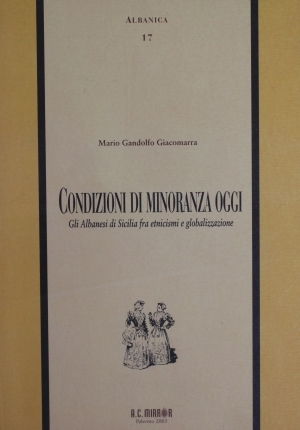 ALBANICA
17
Mario Gandolfo Giacomarra
CONDIZIONI DI MINORANZA OGGI
Gli Albanesi di Sicilia fra etnicismi e globalizzazione
A.C. MIRROR
Palermo 2003